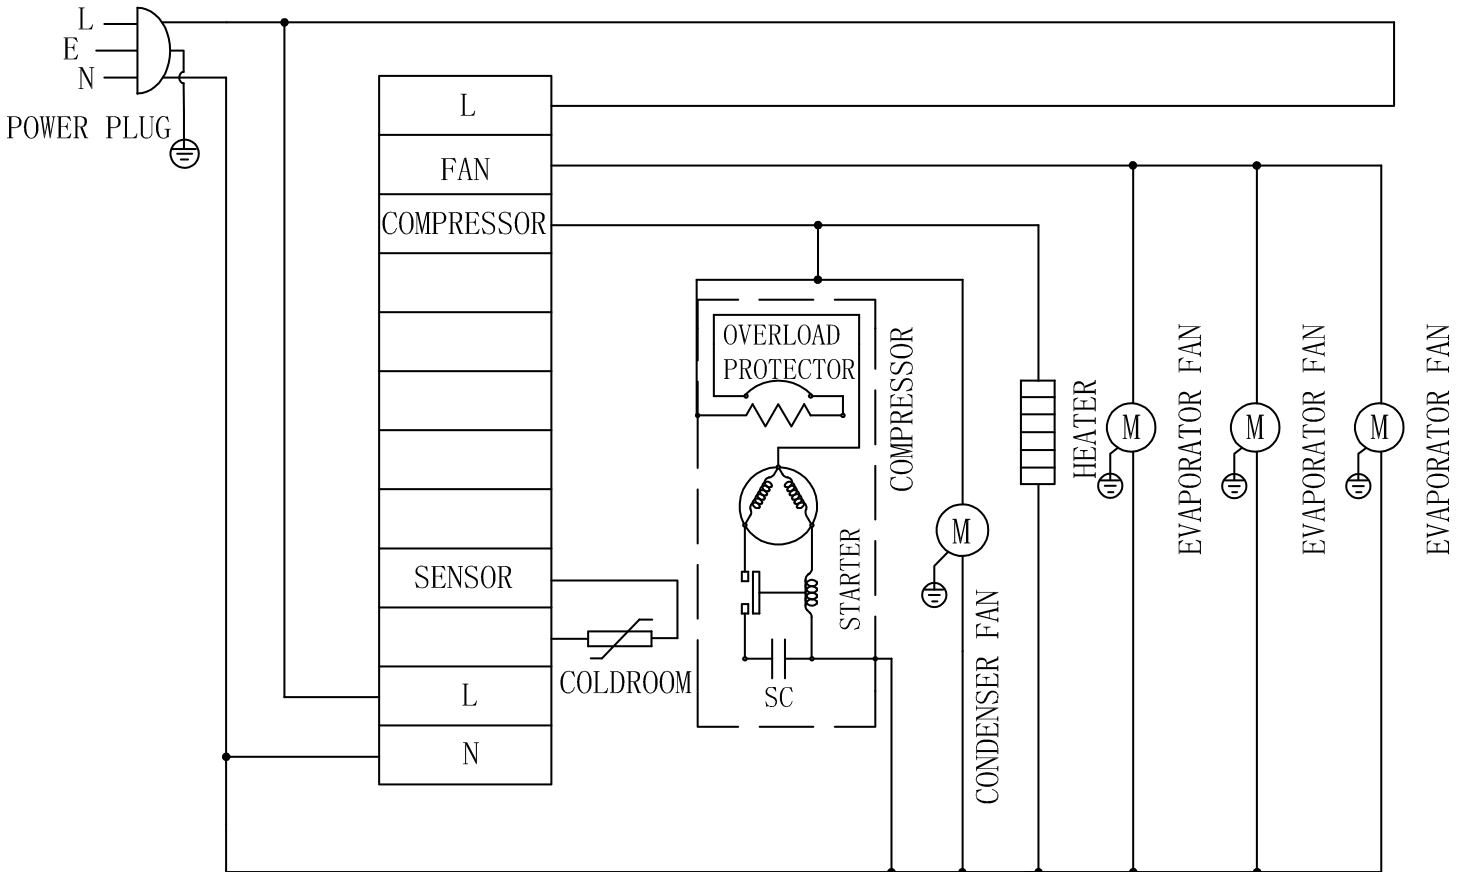 L
E
N
POWER PLUG
L
FAN
COMPRESSOR
SENSOR
L
N
COLDROOM
OVERLOAD
PROTECTOR
COMPRESSOR
STARTER
SC
M
CONDENSER FAN
HEATER
M
EVAPORATOR FAN
M
EVAPORATOR FAN
M
EVAPORATOR FAN